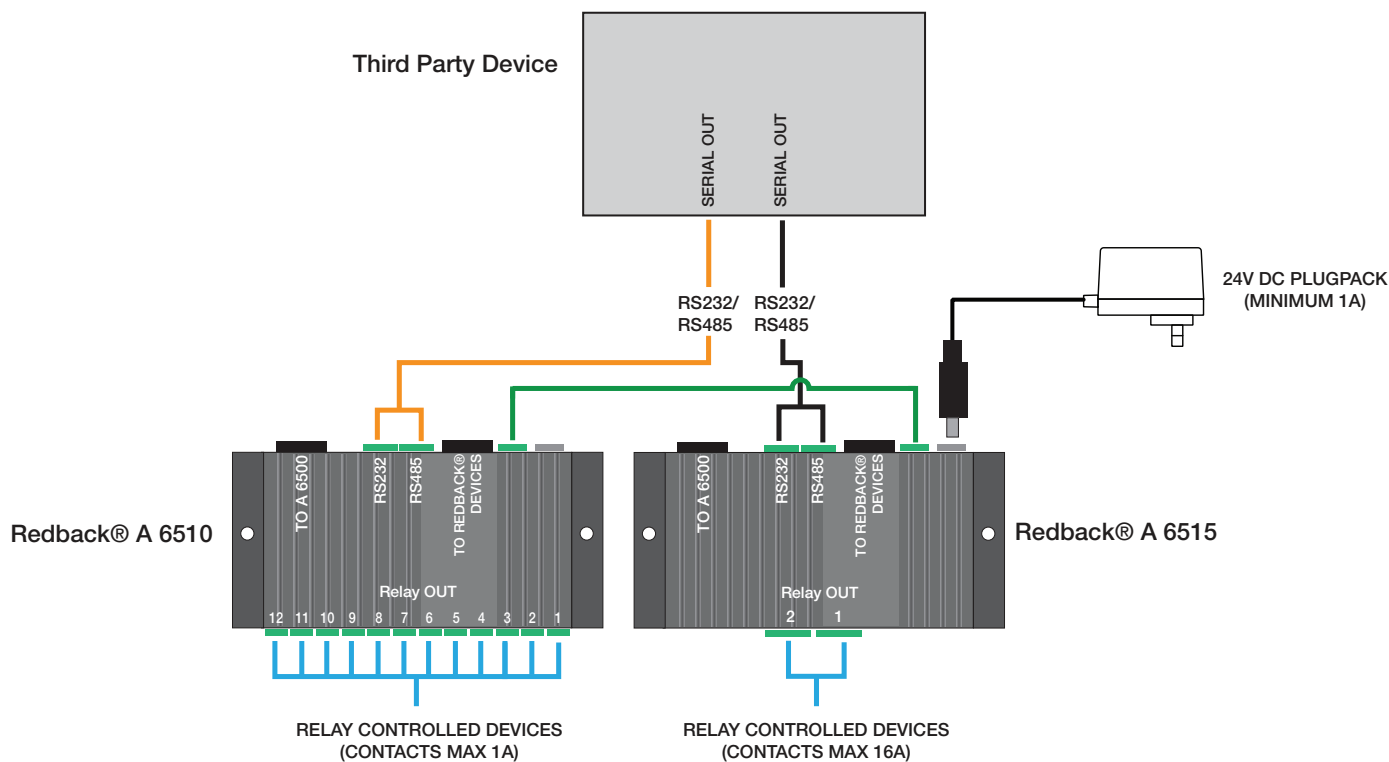 Third Party Device
SERIAL OUT
SERIAL OUT
RS232/
RS485
RS232/
RS485
24V DC PLUGPACK
(MINIMUM 1A)
Redback® A 6510
TO A 6500
RS232
RS485
TO REDBACK®
DEVICES
Relay OUT
12 11 10 9 8 7 6 5 4 3 2 1
TO A 6500
RS232
RS485
TO REDBACK®
DEVICES
Relay OUT
2 1
Redback® A 6515
RELAY CONTROLLED DEVICES
(CONTACTS MAX 1A)
RELAY CONTROLLED DEVICES
(CONTACTS MAX 16A)